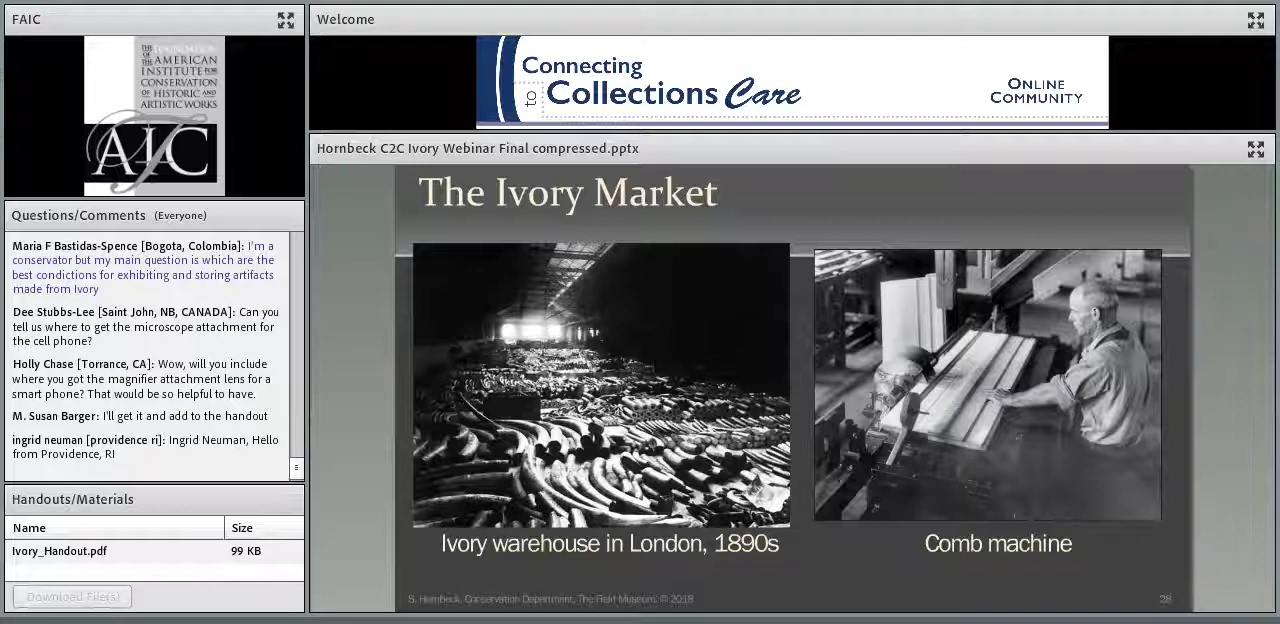 FAIC
THE FOUNDATION
OF THE AMERICAN
INSTITUTE FOR
CONSERVATION
OF HISTORIC AND
ARTISTIC WORKS
AIC
Questions/Comments (Everyone)
Maria F Bastidas-Spence [Bogota, Colombia]: I'm a
conservator but my main question is which are the
best condictions for exhibiting and storing artifacts
made from Ivory
Dee Stubbs-Lee [Saint John, NB, CANADA]: Can you
tell us where to get the microscope attachment for
the cell phone?
Holly Chase [Torrance, CA]: Wow, will you include
where you got the magnifier attachment lens for a
smart phone? That would be so helpful to have.
M. Susan Barger: I'll get it and add to the handout
ingrid neuman [providence ri]: Ingrid Neuman, Hello
from Providence, RI
Handouts/Materials
Name Size
Ivory_Handout.pdf 99 KB
Download File(s)
Welcome
Connecting
to Collections Care
ONLINE
COMMUNITY
Hornbeck C2C Ivory Webinar Final compressed.pptx
The Ivory Market
Ivory warehouse in London, 1890s
Comb machine
S. Hornbeck, Conservation Department, The Field Museum, © 2018
28